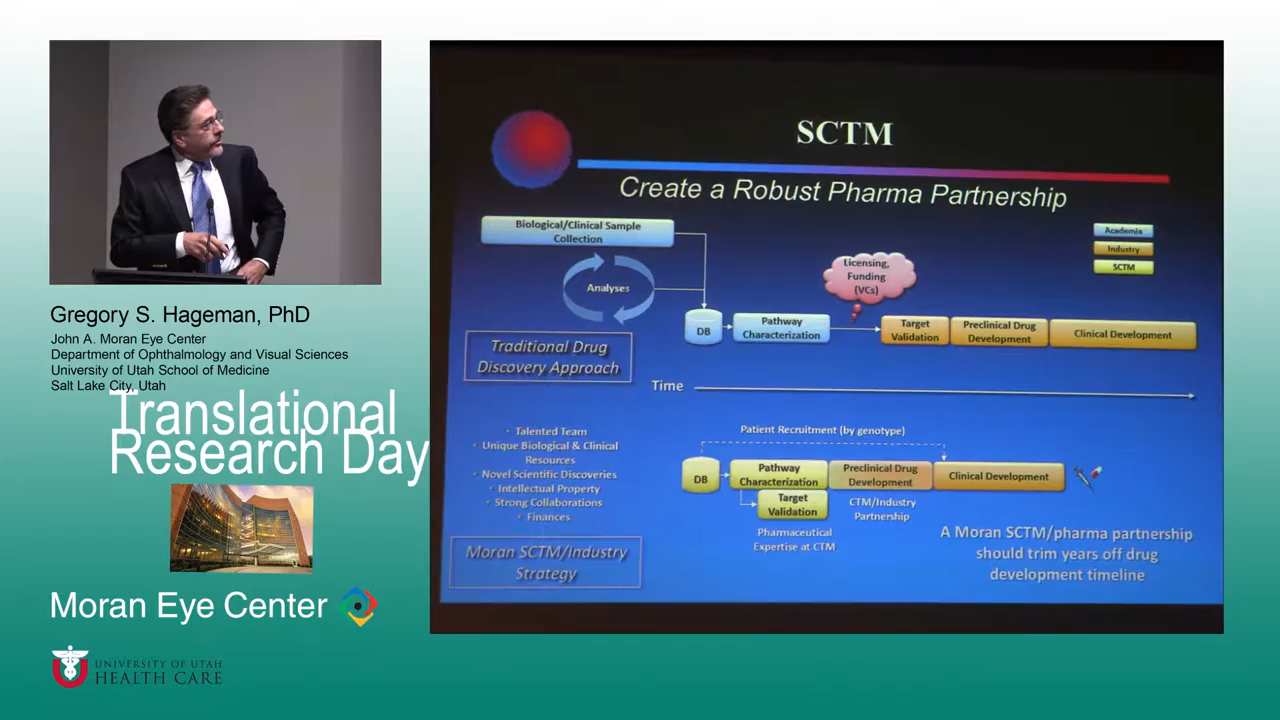 Gregory S. Hageman, PhD
John A. Moran Eye Center
Department of Ophthalmology and Visual Sciences
University of Utah School of Medicine
Salt Lake City, Utah
Translational
Research Day
Moran Eye Center
UNIVERSITY OF UTAH
HEALTH CARE
SCTM
Create a Robust Pharma Partnership
Biological/Clinical Sample
Collection
Analyses
Academia
Industry
SCTM
Licensing,
Funding
(VCs)
DB
Pathway
Characterization
Target
Validation
Preclinical Drug
Development
Clinical Development
Traditional Drug
Discovery Approach
Time
• Talented Team
• Unique Biological & Clinical
Resources
• Novel Scientific Discoveries
• Intellectual Property
• Strong Collaborations
• Finances
Moran SCTM/Industry
Strategy
Patient Recruitment (by genotype)
DB
Pathway
Characterization
Target
Validation
Pharmaceutical
Expertise at CTM
Preclinical Drug
Development
CTM/Industry
Partnership
Clinical Development
A Moran SCTM/pharma partnership
should trim years off drug
development timeline